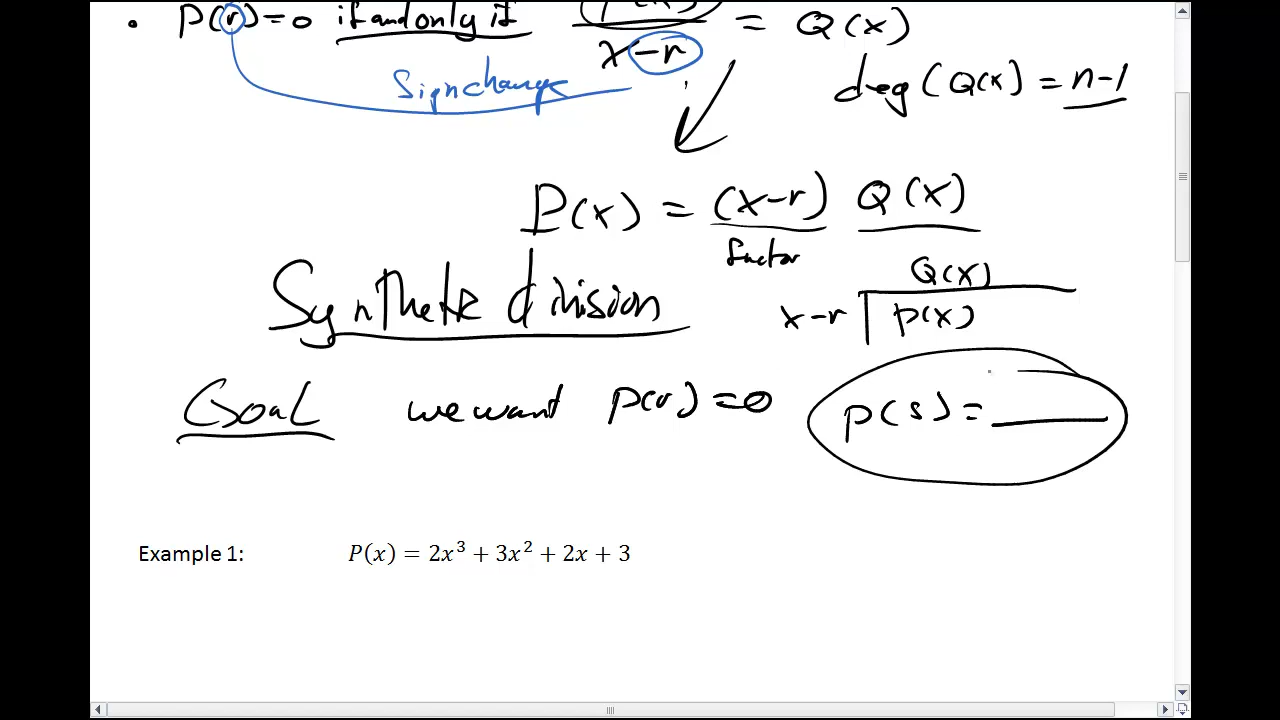 • P(r)=0 if and only if P(x) / x-r = Q(x)
Sign change
deg(Q(x)) = n-1
P(x) = (x-r) Q(x)
factor
Synthetic division
Q(x)
x-r P(x)
Goal we want P(r)=0 P(s)=
Example 1: P(x) = 2x³ + 3x² + 2x + 3